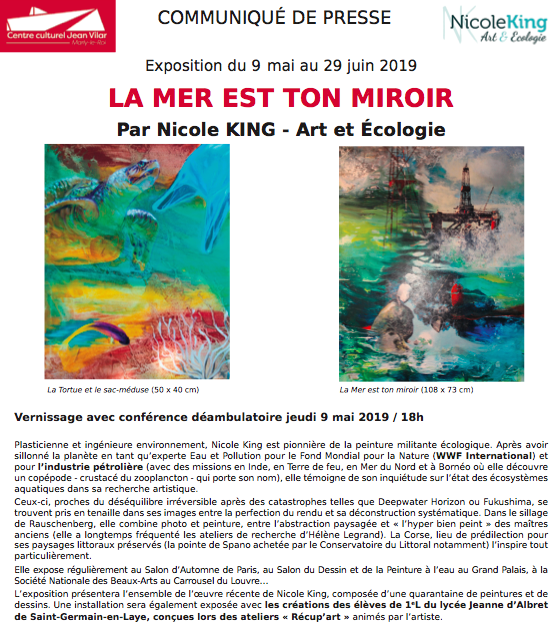 COMMUNIQUÉ DE PRESSE
Centre culturel Jean Vilar
Marly-le-Roi
NicoleKing
Art & Ecologie
Exposition du 9 mai au 29 juin 2019
LA MER EST TON MIROIR
Par Nicole KING - Art et Écologie
La Tortue et le sac-méduse (50 x 40 cm)
La Mer est ton miroir (108 x 73 cm)
Vernissage avec conférence déambulatoire jeudi 9 mai 2019 / 18h
Plasticienne et ingénieure environnement, Nicole King est pionnière de la peinture militante écologique. Après avoir
sillonné la planète en tant qu'experte Eau et Pollution pour le Fond Mondial pour la Nature (WWF International) et
pour l'industrie pétrolière (avec des missions en Inde, en Terre de feu, en Mer du Nord et à Bornéo où elle découvre
un copépode - crustacé du zooplancton - qui porte son nom), elle témoigne de son inquiétude sur l'état des écosystèmes
aquatiques dans sa recherche artistique.
Ceux-ci, proches du déséquilibre irréversible après des catastrophes telles que Deepwater Horizon ou Fukushima, se
trouvent pris en tenaille dans ses images entre la perfection du rendu et sa déconstruction systématique. Dans le sillage
de Rauschenberg, elle combine photo et peinture, entre l'abstraction paysagée et « l'hyper bien peint » des maîtres
anciens (elle a longtemps fréquenté les ateliers de recherche d'Hélène Legrand). La Corse, lieu de prédilection pour
ses paysages littoraux préservés (la pointe de Spano achetée par le Conservatoire du Littoral notamment) l'inspire tout
particulièrement.
Elle expose régulièrement au Salon d'Automne de Paris, au Salon du Dessin et de la Peinture à l'eau au Grand Palais, à la
Société Nationale des Beaux-Arts au Carrousel du Louvre...
L'exposition présentera l'ensemble de l'œuvre récente de Nicole King, composée d'une quarantaine de peintures et de
dessins. Une installation sera également exposée avec les créations des élèves de 1ᵉL du lycée Jeanne d'Albret
de Saint-Germain-en-Laye, conçues lors des ateliers « Récup'art » animés par l'artiste.